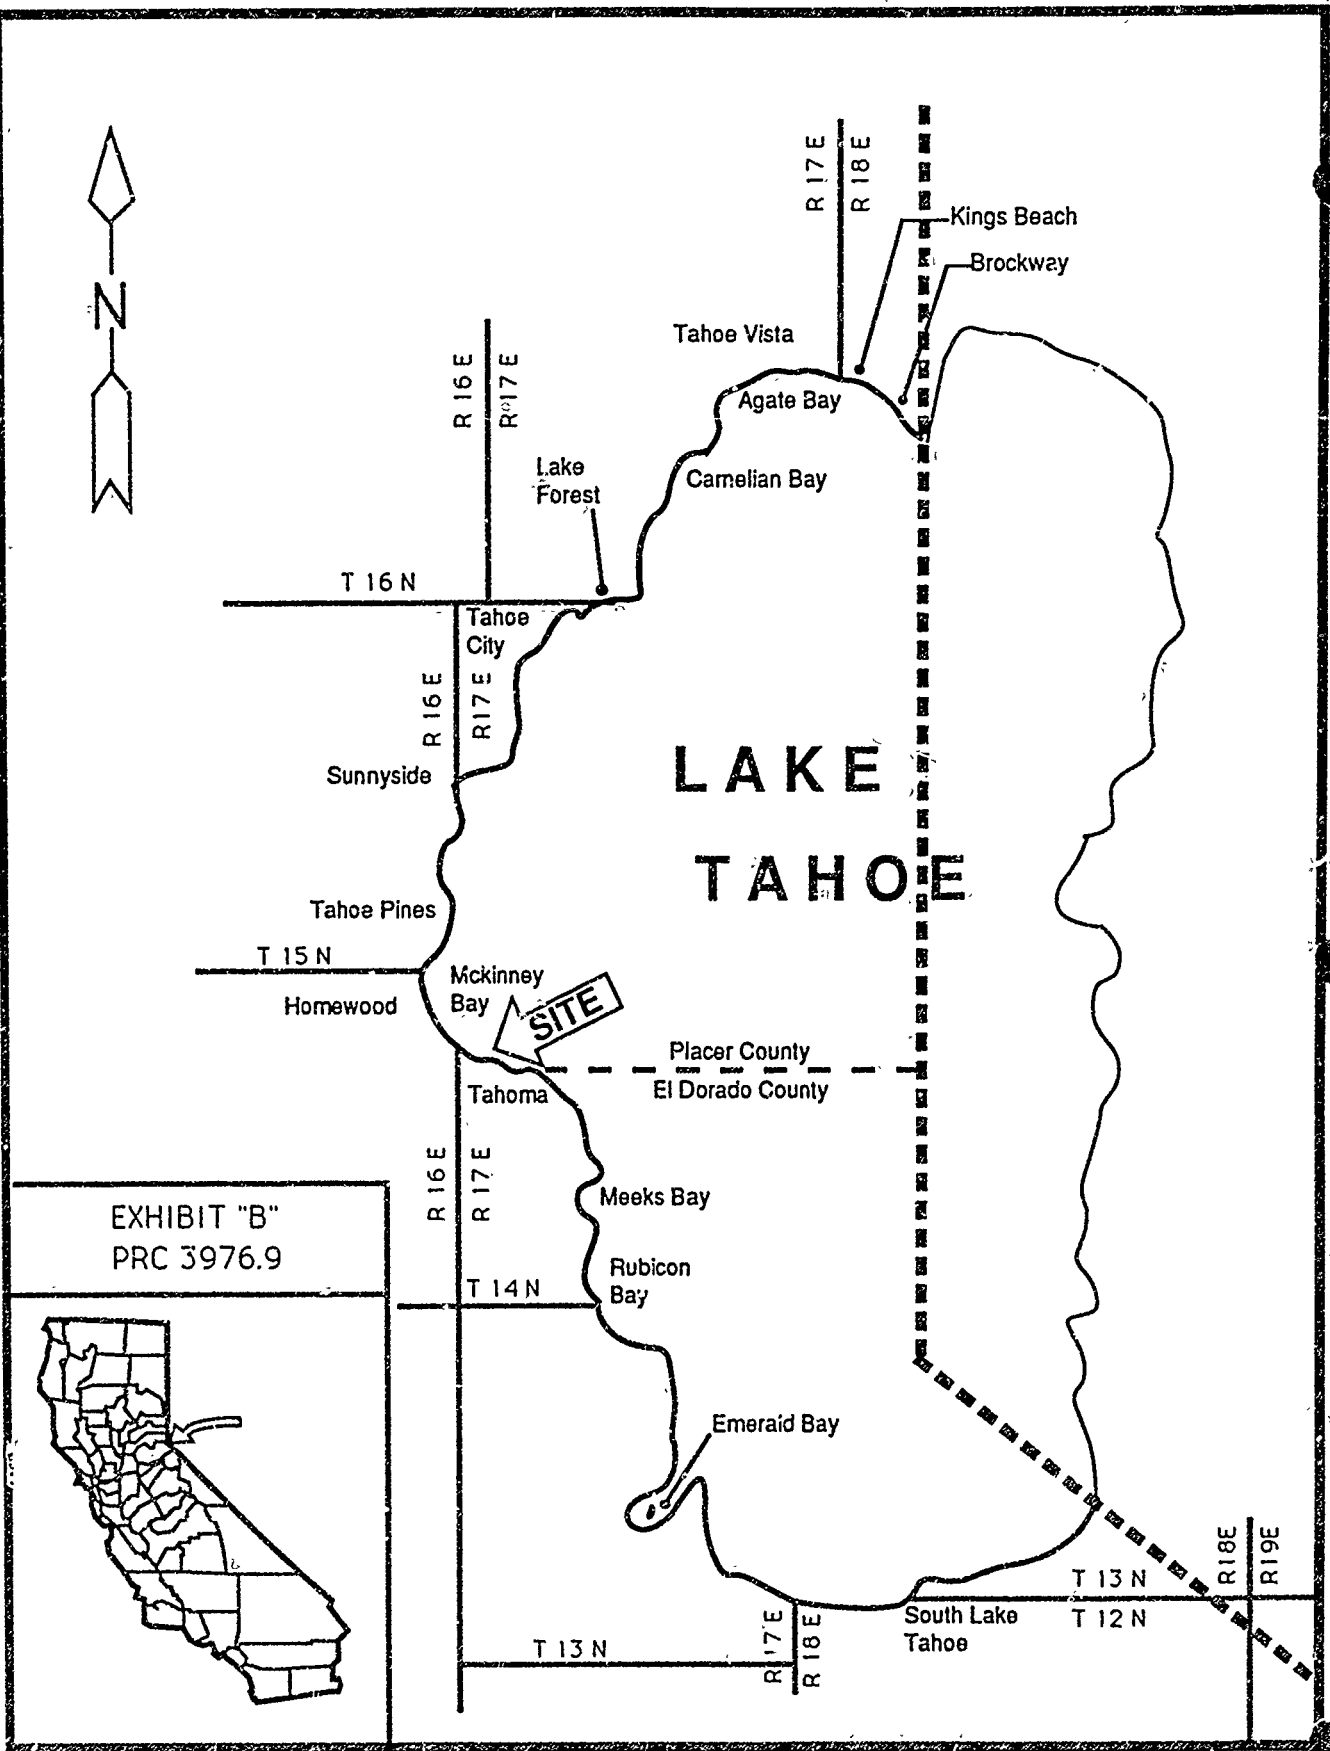 R 17 E
R 18 E
Kings Beach
Brockway
N
Tahoe Vista
R 16 E
R 17 E
Agate Bay
Lake
Forest
Carnelian Bay
T 16 N
Tahoe
City
R 16 E
R 17 E
Sunnyside
LAKE
TAHOE
Tahoe Pines
T 15 N
Mckinney
Bay
Homewood
SITE
Placer County
El Dorado County
Tahoma
R 16 E
R 17 E
Meeks Bay
EXHIBIT "B"
PRC 3976.9
Rubicon
Bay
T 14 N
Emerald Bay
R18E
R19E
T 13 N
T 12 N
South Lake
Tahoe
R 17 E
R 18 E
T 13 N